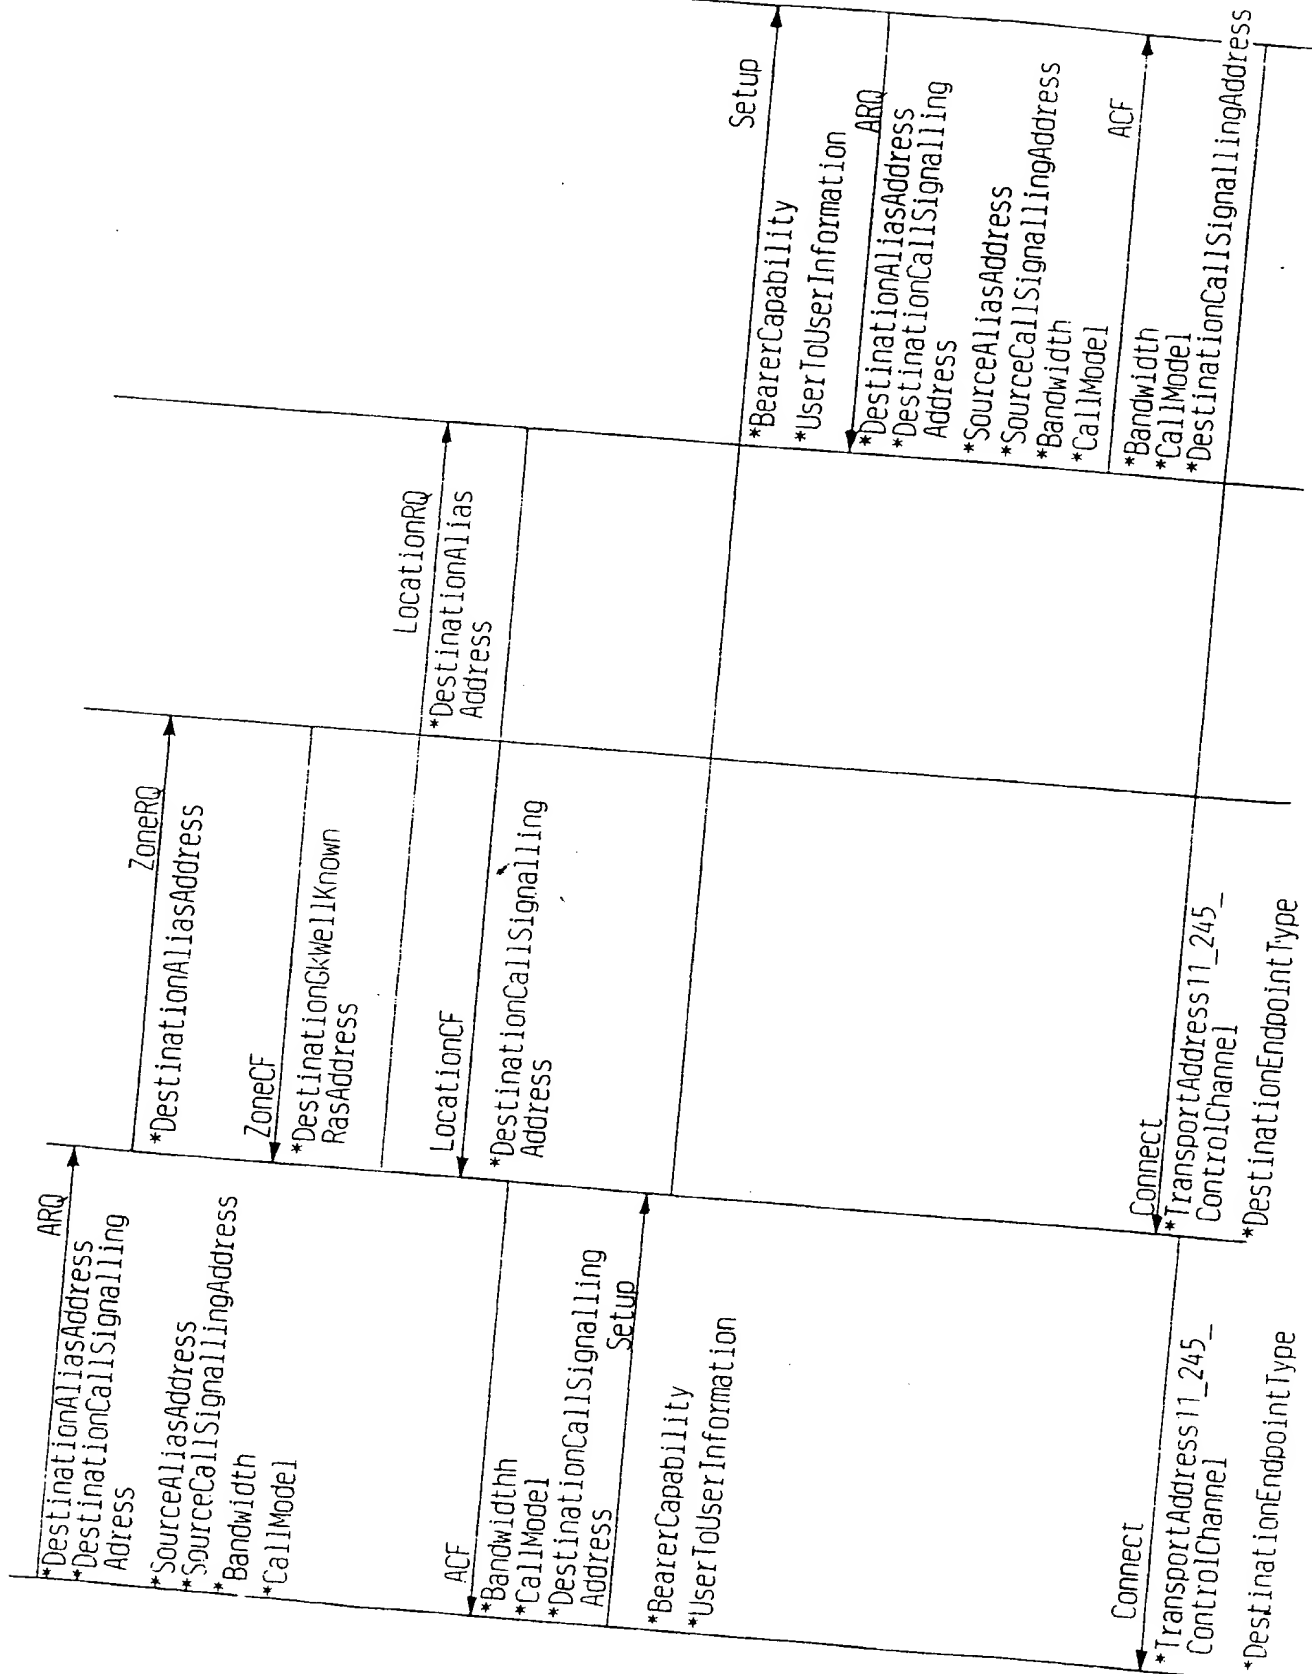 ARQ
*DestinationAliasAddress
*DestinationCallSignalling
Adress
*SourceAliasAddress
*SourceCallSignallingAddress
*Bandwidth
*CallModel
ZoneRQ
*DestinationAliasAddress
ZoneCF
*DestinationGkWellKnown
RasAddress
LocationRQ
*DestinationAlias
Address
LocationCF
*DestinationCallSignalling
Address
ACF
*Bandwidthh
*CallModel
*DestinationCallSignalling
Address
Setup
*BearerCapability
*UserToUserInformation
Setup
*BearerCapability
*UserToUserInformation
ARQ
*DestinationAliasAddress
*DestinationCallSignalling
Address
*SourceAliasAddress
*SourceCallSignallingAddress
*Bandwidth
*CallModel
ACF
*Bandwidth
*CallModel
*DestinationCallSignallingAddress
Connect
*TransportAddress11_245_
ControlChannel
*DestinationEndpointType
Connect
*TransportAddress11_245_
ControlChannel
*DestinationEndpointType